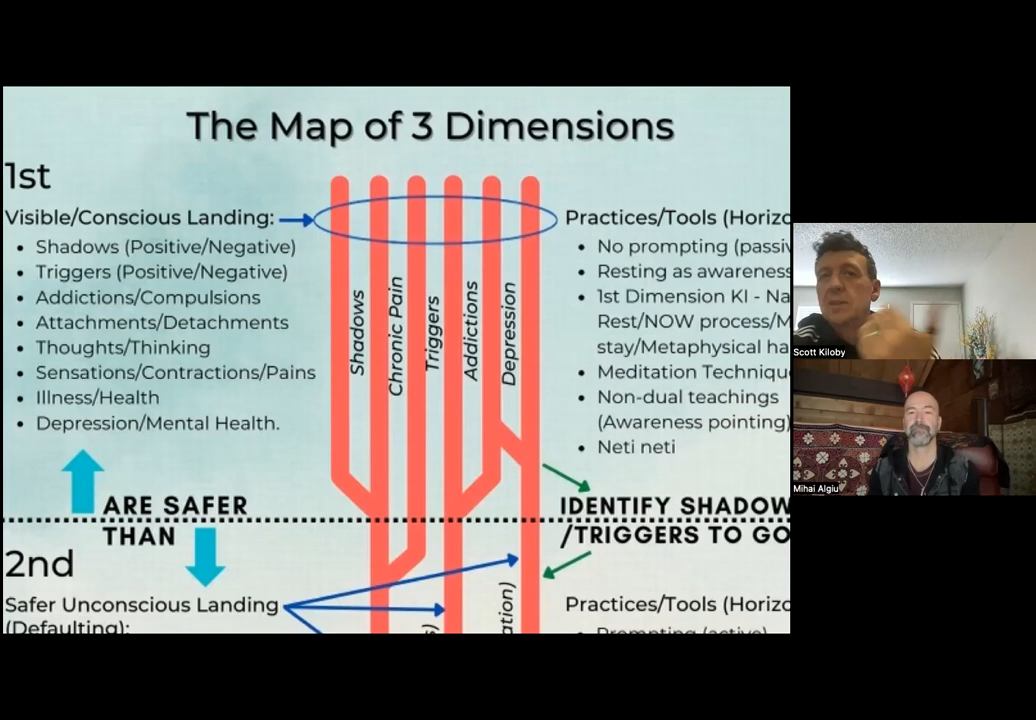 The Map of 3 Dimensions
1st
Visible/Conscious Landing:
Shadows (Positive/Negative)
Triggers (Positive/Negative)
Addictions/Compulsions
Attachments/Detachments
Thoughts/Thinking
Sensations/Contractions/Pains
Illness/Health
Depression/Mental Health.
Shadows
Chronic Pain
Triggers
Addictions
Depression
Practices/Tools (Horizo
No prompting (passiv
Resting as awareness
1st Dimension KI - Na
Rest/NOW process/M
stay/Metaphysical ha
Meditation Techniqu
Non-dual teachings
(Awareness pointing)
Neti neti
ARE SAFER
THAN
IDENTIFY SHADOW
/TRIGGERS TO GO
2nd
Safer Unconscious Landing
(Defaulting):
s)
ation)
Practices/Tools (Horizo
Prompting (active)
Scott Kiloby
Mihai Algiu